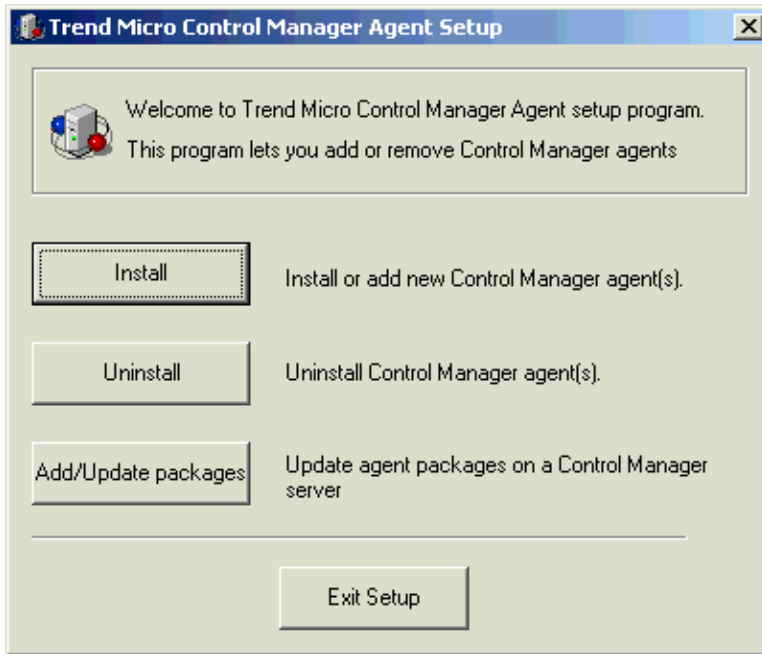 Trend Micro Control Manager Agent Setup
Welcome to Trend Micro Control Manager Agent setup program.
This program lets you add or remove Control Manager agents
Install
Install or add new Control Manager agent(s).
Uninstall
Uninstall Control Manager agent(s).
Add/Update packages
Update agent packages on a Control Manager
server
Exit Setup